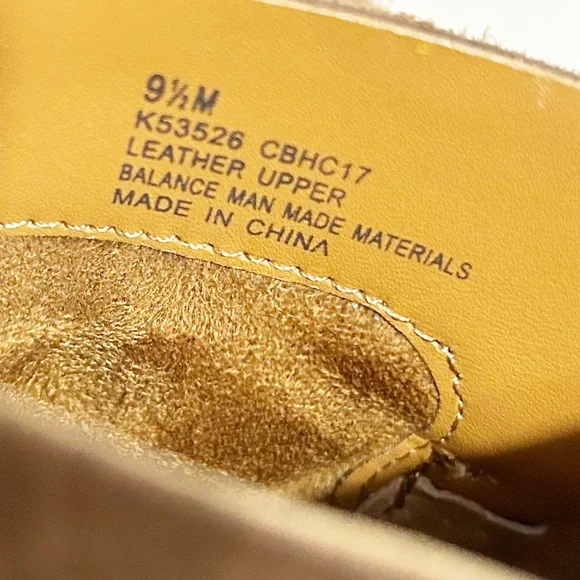 9½M
K53526 CBHC17
LEATHER UPPER
BALANCE MAN MADE MATERIALS
MADE IN CHINA